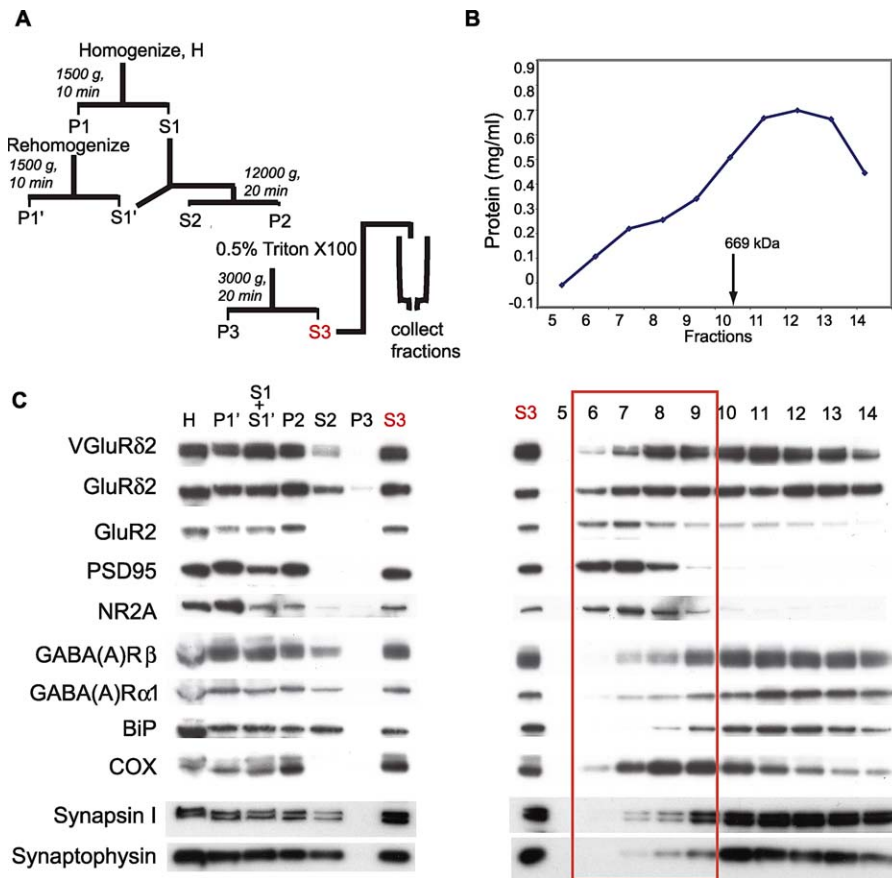 A
Homogenize, H
1500 g,
10 min
P1 S1
Rehomogenize
1500 g,
10 min
12000 g,
20 min
P1' S1' S2 P2
0.5% Triton X100
3000 g,
20 min
P3 S3
collect
fractions
B
Protein (mg/ml)
0.9
0.8
0.7
0.6
0.5
0.4
0.3
0.2
0.1
0
-0.1
669 kDa
5 6 7 8 9 10 11 12 13 14
Fractions
C
H P1' S1 + S1' P2 S2 P3 S3
S3 5 6 7 8 9 10 11 12 13 14
VGluRδ2
GluRδ2
GluR2
PSD95
NR2A
GABA(A)Rβ
GABA(A)Rα1
BiP
COX
Synapsin I
Synaptophysin